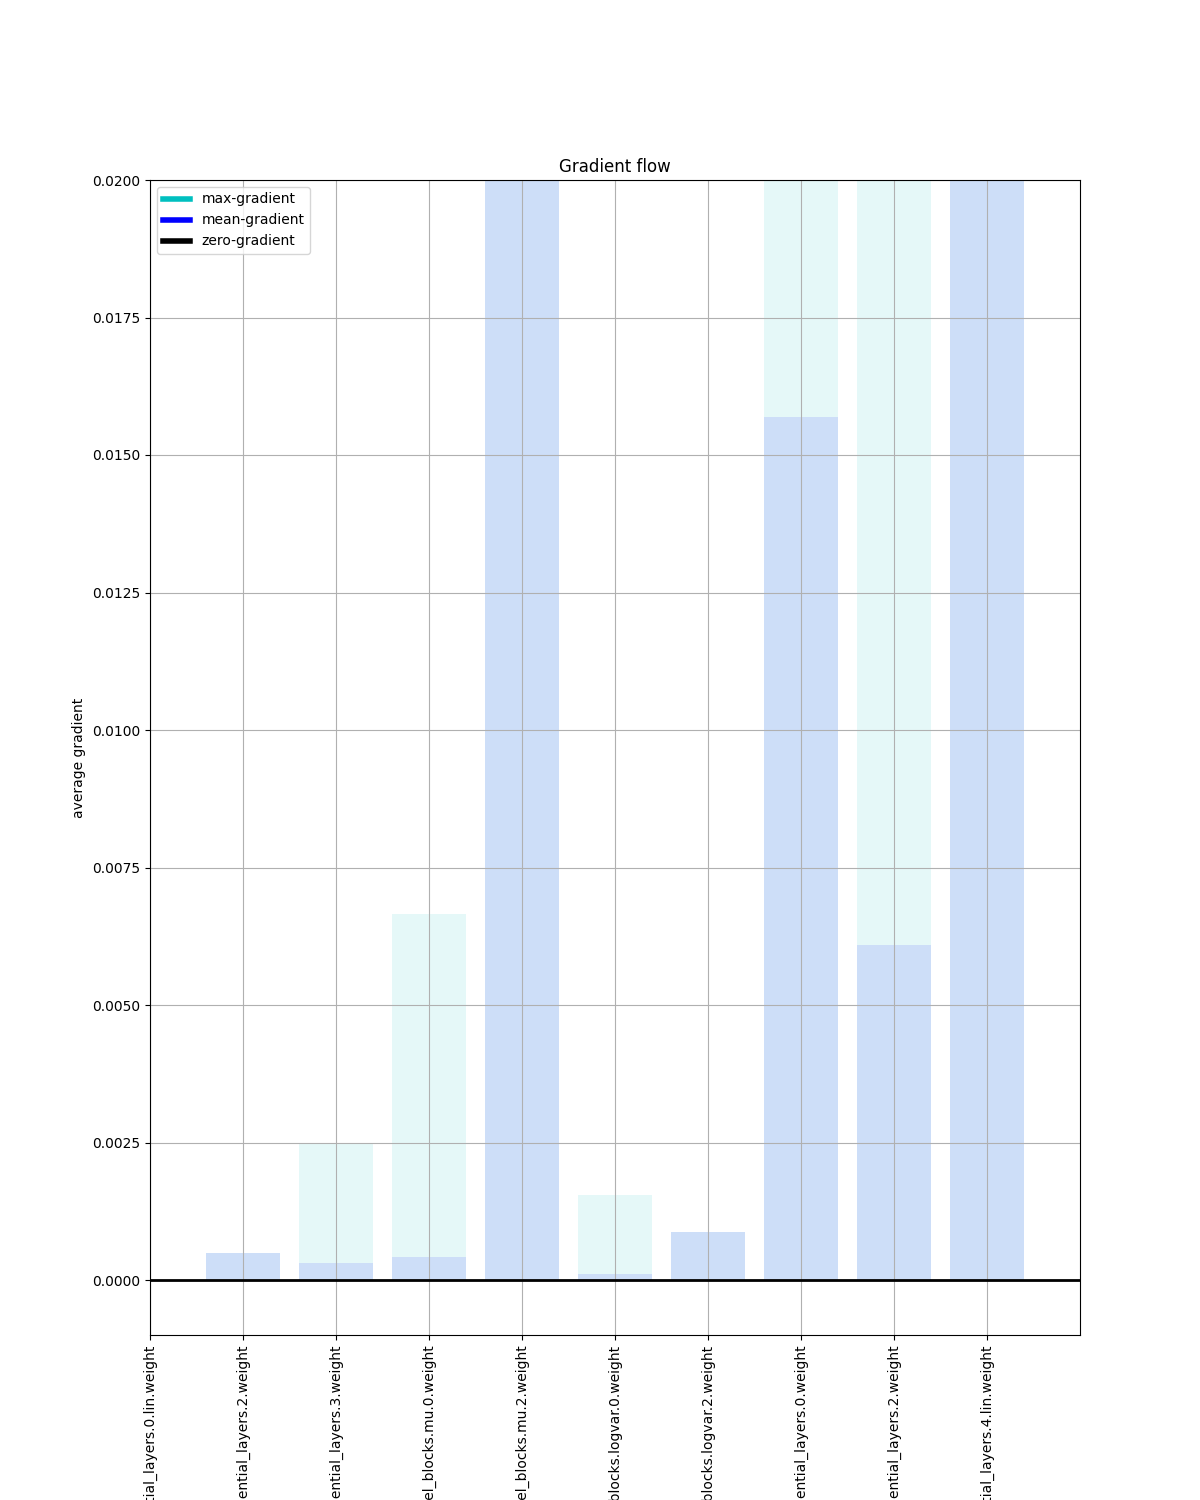 Gradient flow
max-gradient
mean-gradient
zero-gradient
average gradient
0.0200
0.0175
0.0150
0.0125
0.0100
0.0075
0.0050
0.0025
0.0000
tial_layers.0.lin.weight
ential_layers.2.weight
ential_layers.3.weight
el_blocks.mu.0.weight
el_blocks.mu.2.weight
blocks.logvar.0.weight
blocks.logvar.2.weight
ential_layers.0.weight
ential_layers.2.weight
tial_layers.4.lin.weight